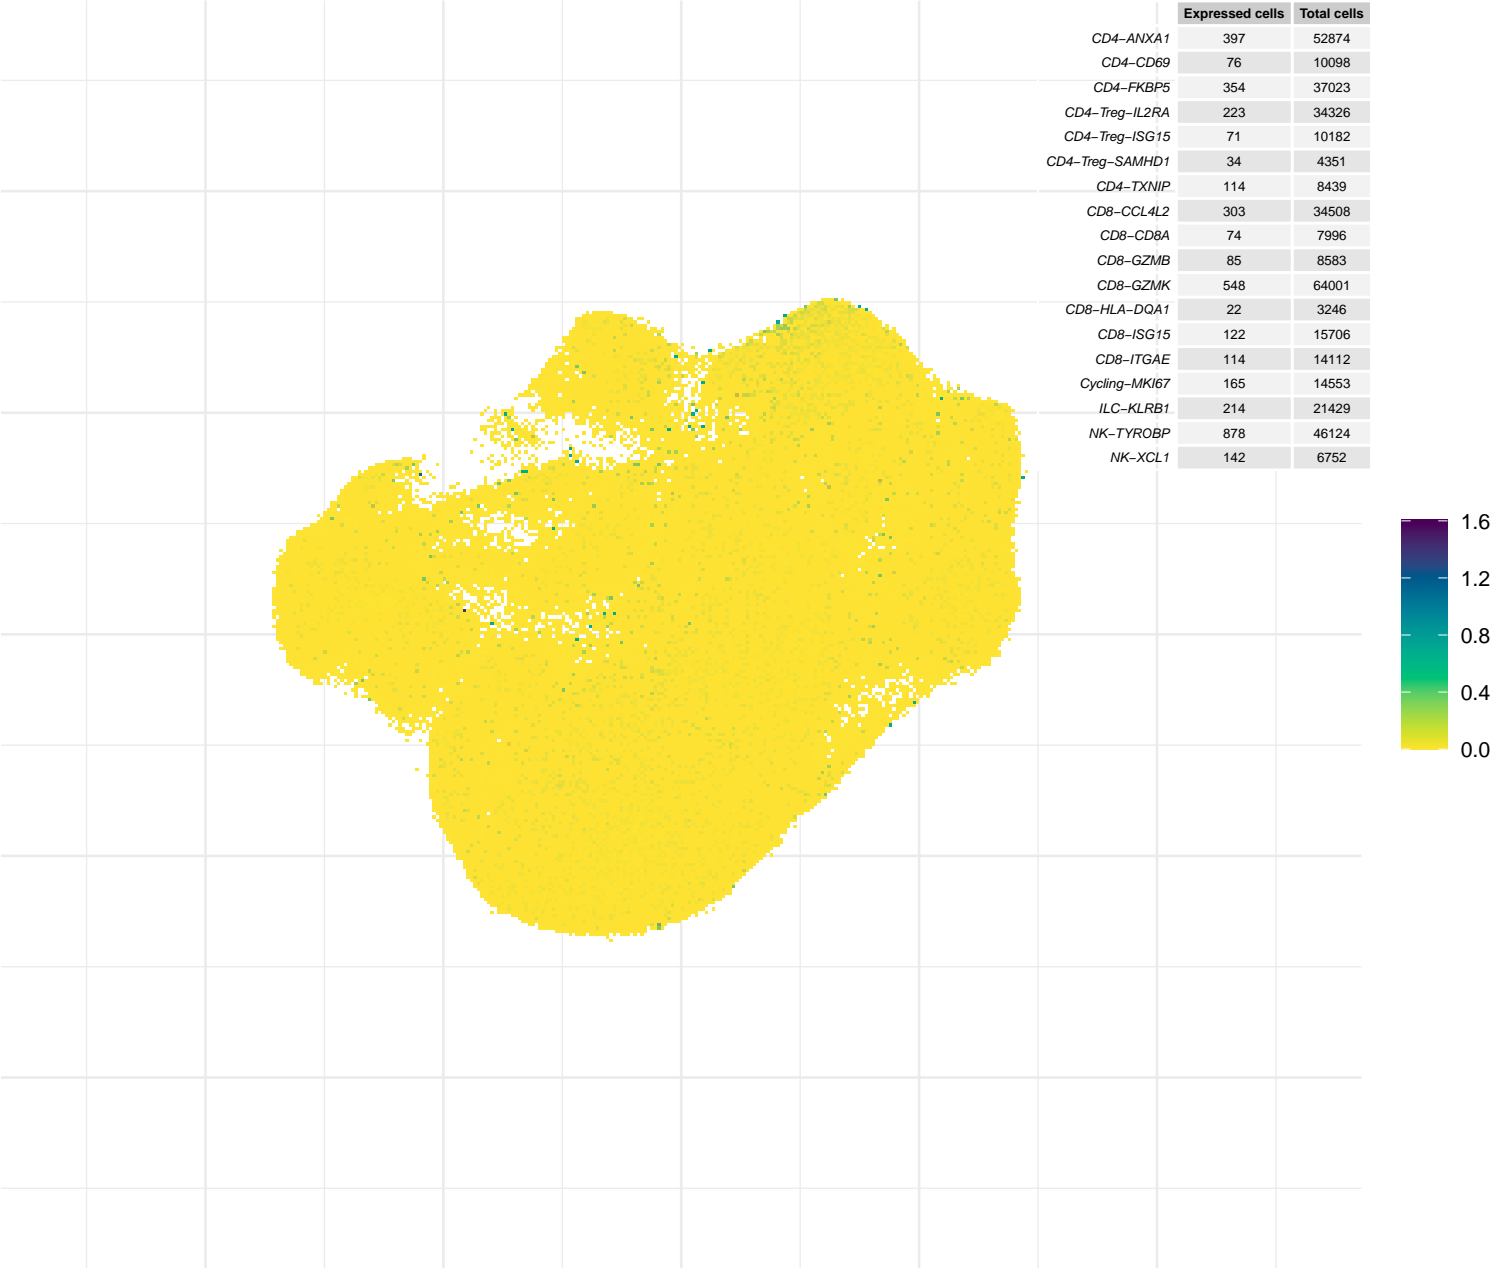 Expressed cells Total cells
CD4−ANXA1 397 52874
CD4−CD69 76 10098
CD4−FKBP5 354 37023
CD4−Treg−IL2RA 223 34326
CD4−Treg−ISG15 71 10182
CD4−Treg−SAMHD1 34 4351
CD4−TXNIP 114 8439
CD8−CCL4L2 303 34508
CD8−CD8A 74 7996
CD8−GZMB 85 8583
CD8−GZMK 548 64001
CD8−HLA−DQA1 22 3246
CD8−ISG15 122 15706
CD8−ITGAE 114 14112
Cycling−MKI67 165 14553
ILC−KLRB1 214 21429
NK−TYROBP 878 46124
NK−XCL1 142 6752
1.6
1.2
0.8
0.4
0.0